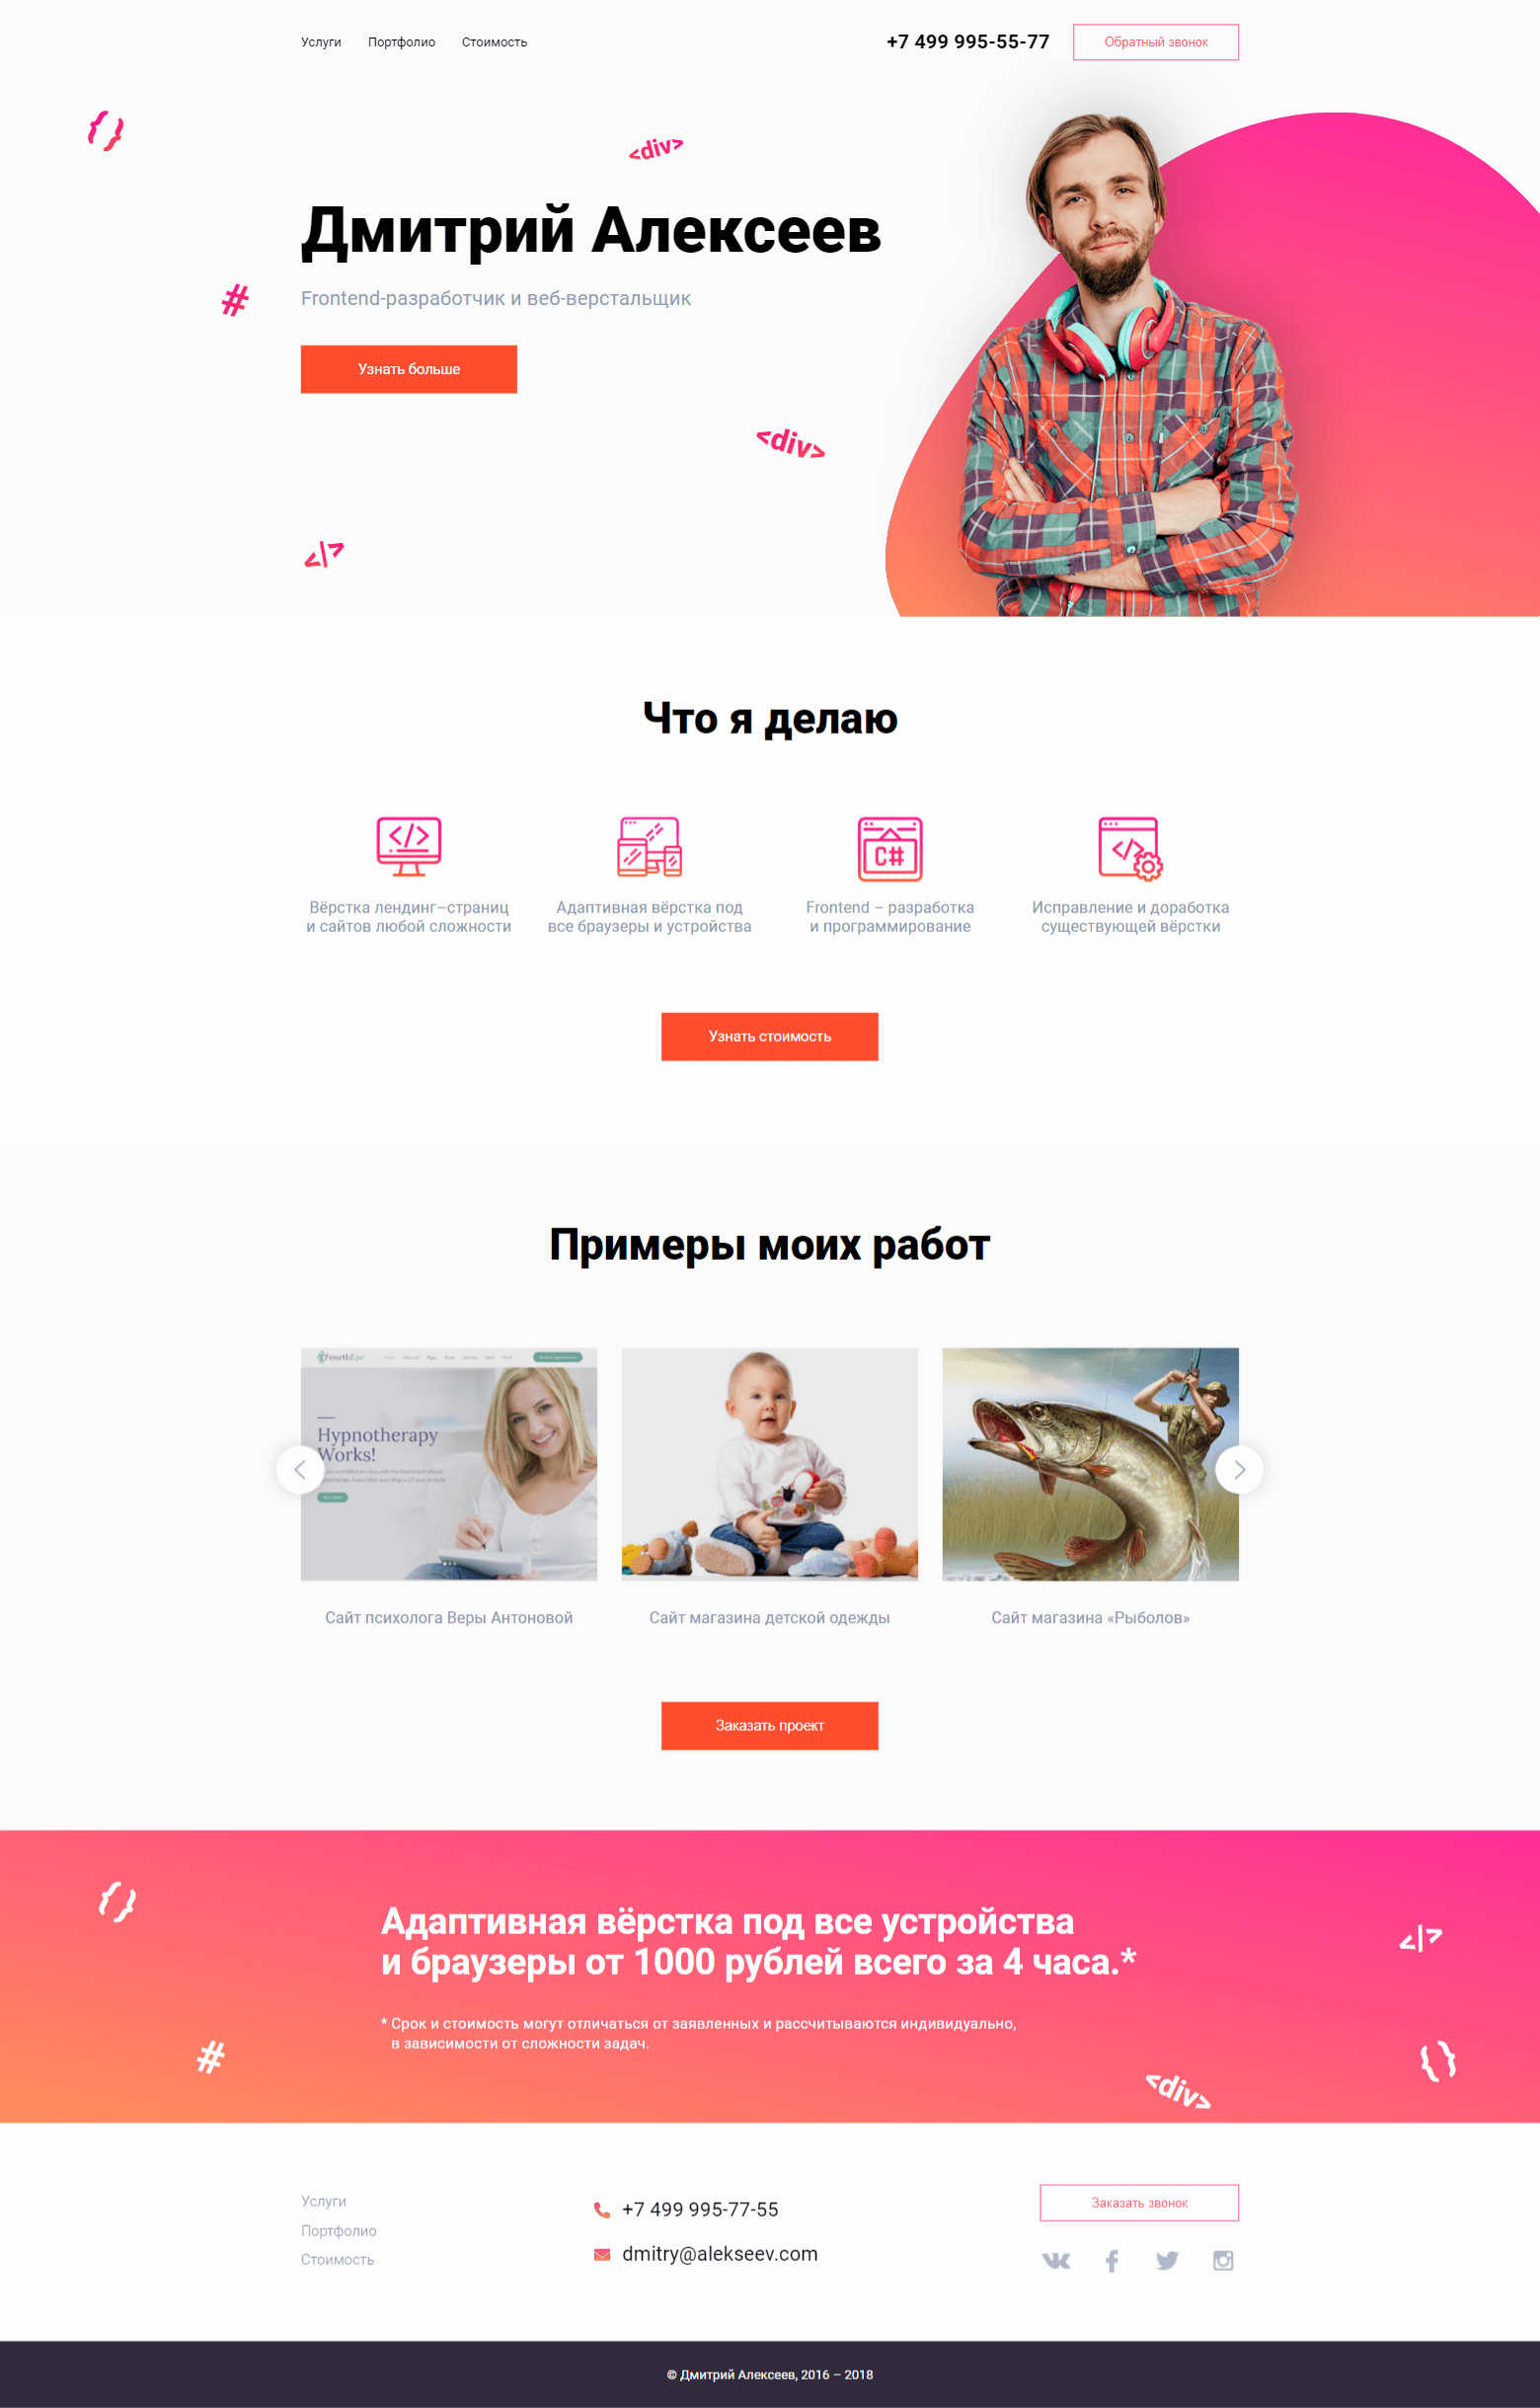 Услуги Портфолио Стоимость +7 499 995-55-77 Обратный звонок
{ }
<div>
Дмитрий Алексеев
#
Frontend-разработчик и веб-верстальщик
Узнать больше
<div>
</>
Что я делаю
</>
C#
</>
Вёрстка лендинг–страниц
и сайтов любой сложности
Адаптивная вёрстка под
все браузеры и устройства
Frontend – разработка
и программирование
Исправление и доработка
существующей вёрстки
Узнать стоимость
Примеры моих работ
FourthEye
Hypnotherapy
Works!
Сайт психолога Веры Антоновой
Сайт магазина детской одежды
Сайт магазина «Рыболов»
Заказать проект
{ }
Адаптивная вёрстка под все устройства
и браузеры от 1000 рублей всего за 4 часа.*
</>
* Срок и стоимость могут отличаться от заявленных и рассчитываются индивидуально,
в зависимости от сложности задач.
#
{ }
<div>
Услуги
Портфолио
Стоимость
+7 499 995-77-55
dmitry@alekseev.com
Заказать звонок
© Дмитрий Алексеев, 2016 – 2018